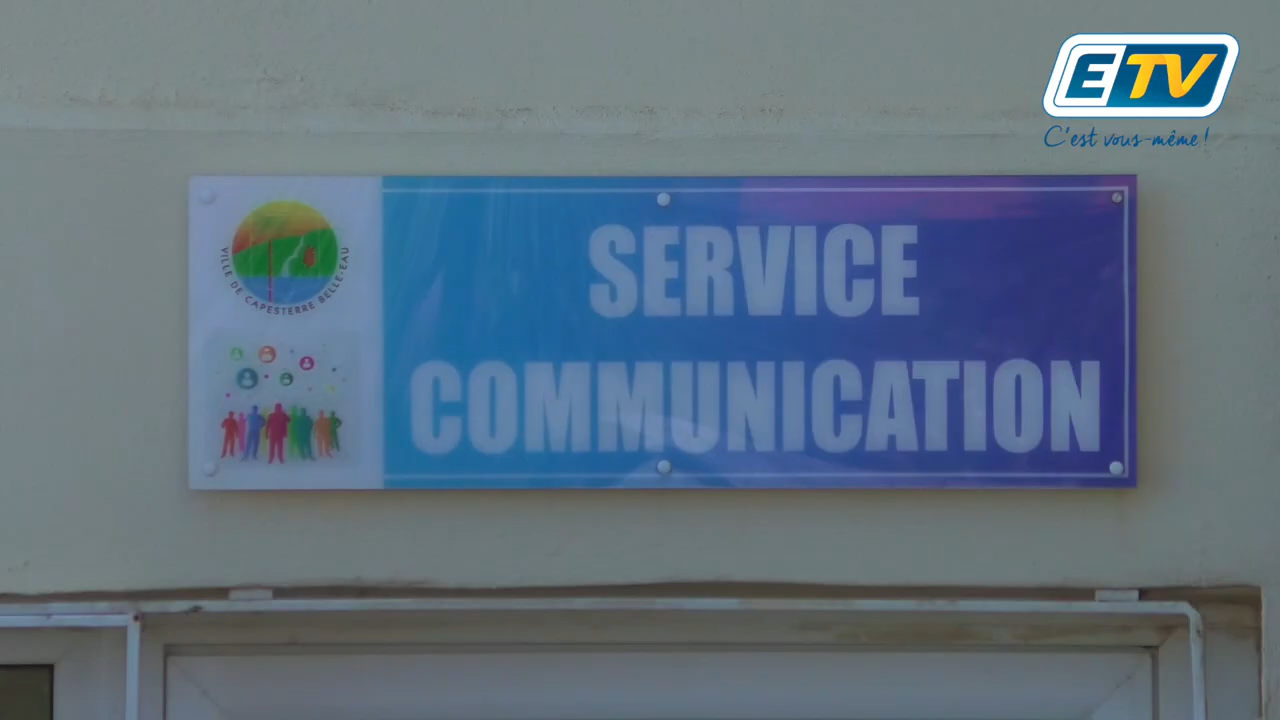 ETV
C'est vous-même!
VILLE DE CAPESTERRE BELLE-EAU
SERVICE
COMMUNICATION